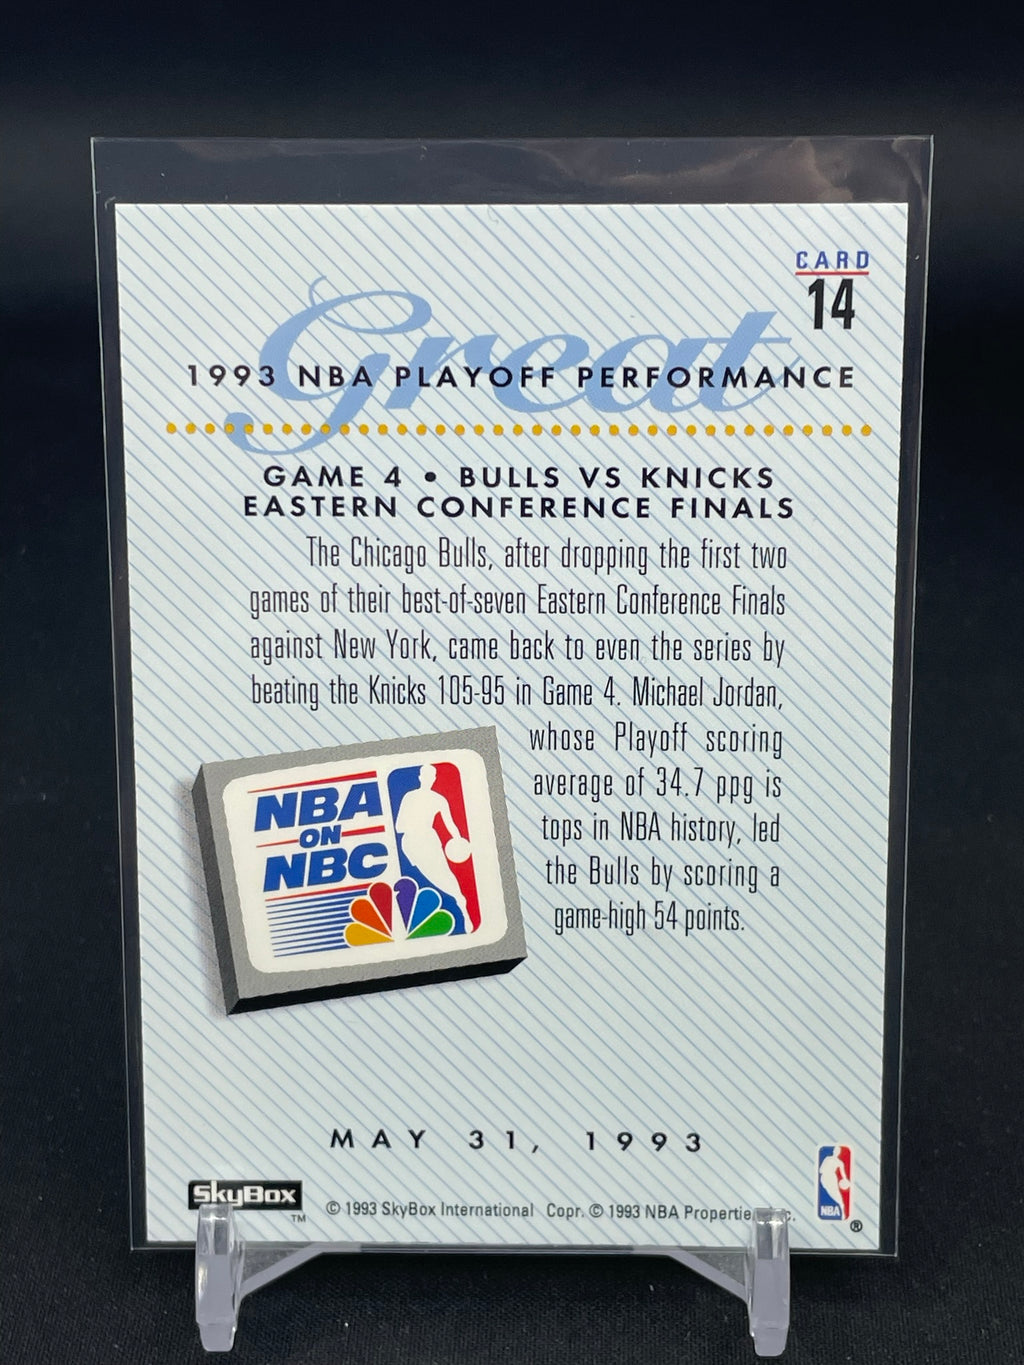 CARD
14
Great
1993 NBA PLAYOFF PERFORMANCE
GAME 4 • BULLS VS KNICKS
EASTERN CONFERENCE FINALS
The Chicago Bulls, after dropping the first two
games of their best-of-seven Eastern Conference Finals
against New York, came back to even the series by
beating the Knicks 105-95 in Game 4. Michael Jordan,
whose Playoff scoring
average of 34.7 ppg is
tops in NBA history, led
the Bulls by scoring a
game-high 54 points.
NBA
ON
NBC
MAY 31, 1993
SkyBox
™
© 1993 SkyBox International Copr. © 1993 NBA
NBA
®